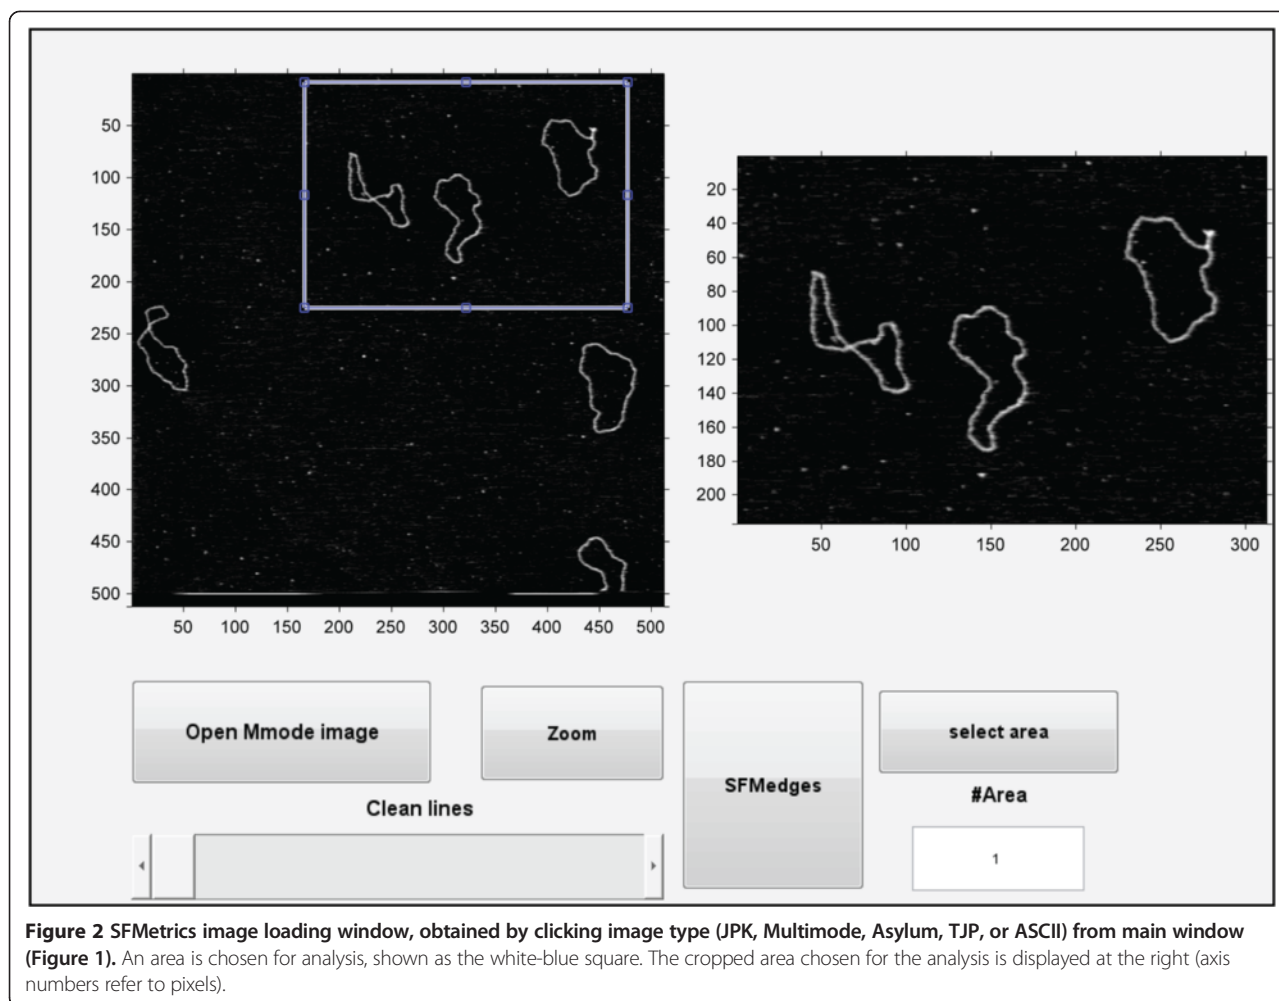 50
100
150
200
250
300
350
400
450
500
50 100 150 200 250 300 350 400 450 500
20
40
60
80
100
120
140
160
180
200
50 100 150 200 250 300
Open Mmode image
Zoom
SFMedges
select area
Clean lines
#Area
1
Figure 2 SFMetrics image loading window, obtained by clicking image type (JPK, Multimode, Asylum, TJP, or ASCII) from main window
(Figure 1). An area is chosen for analysis, shown as the white-blue square. The cropped area chosen for the analysis is displayed at the right (axis
numbers refer to pixels).